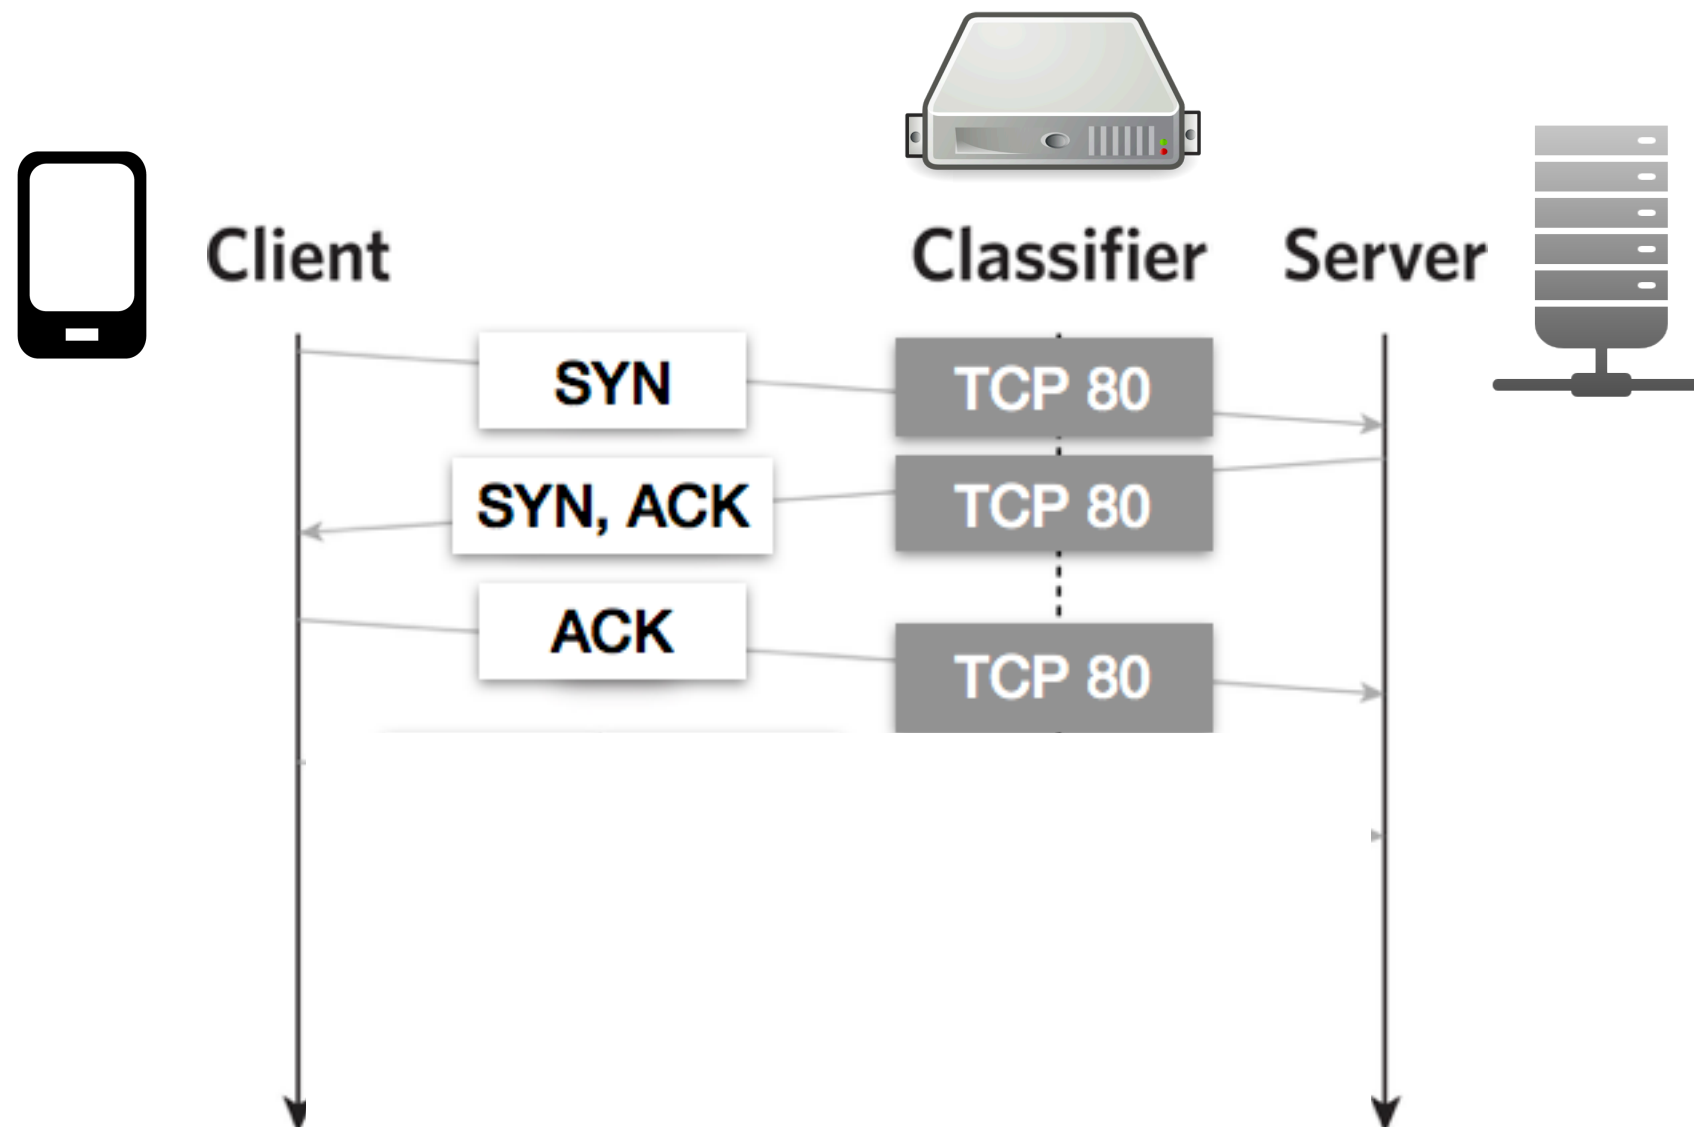 Client
Classifier
Server
SYN
TCP 80
SYN, ACK
TCP 80
ACK
TCP 80